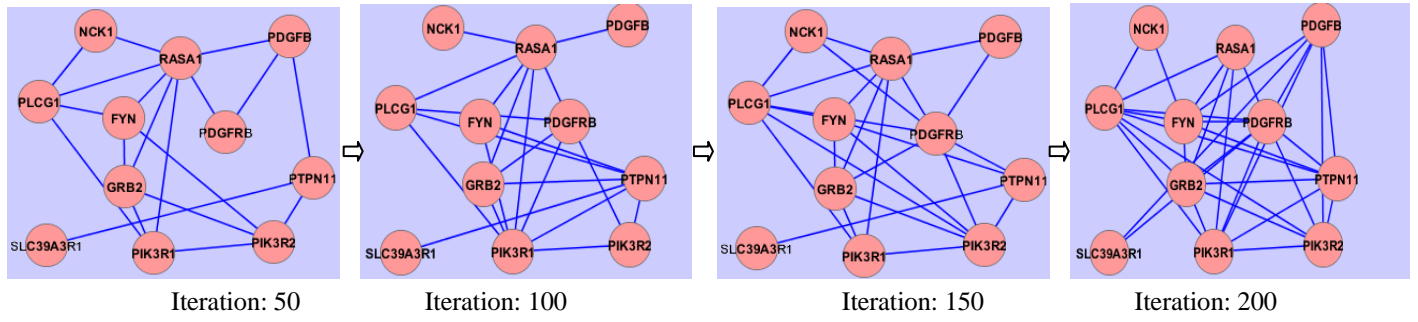 NCK1
PDGFB
RASA1
PLCG1
FYN
PDGFRB
PTPN11
GRB2
SLC39A3R1
PIK3R1
PIK3R2
Iteration: 50
NCK1
PDGFB
RASA1
PLCG1
FYN
PDGFRB
PTPN11
GRB2
SLC39A3R1
PIK3R1
PIK3R2
Iteration: 100
NCK1
PDGFB
RASA1
PLCG1
FYN
PDGFRB
PTPN11
GRB2
SLC39A3R1
PIK3R1
PIK3R2
Iteration: 150
NCK1
PDGFB
RASA1
PLCG1
FYN
PDGFRB
PTPN11
GRB2
SLC39A3R1
PIK3R1
PIK3R2
Iteration: 200